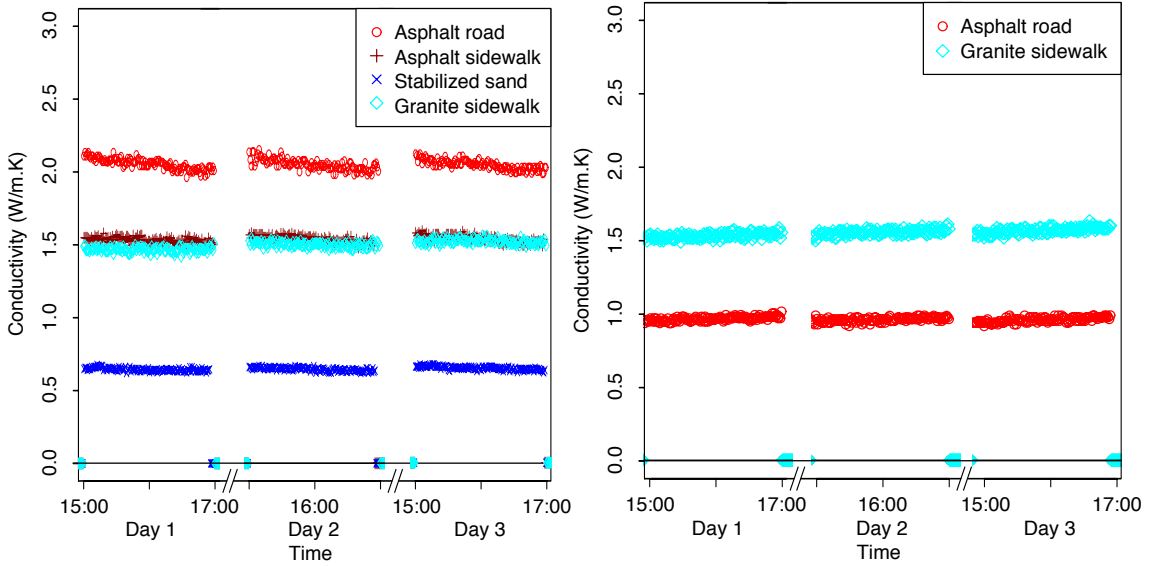 Asphalt road
Asphalt sidewalk
Stabilized sand
Granite sidewalk
Conductivity (W/m.K)
3.0
2.5
2.0
1.5
1.0
0.5
0.0
15:00 17:00 16:00 15:00 17:00
Day 1 Day 2 Day 3
Time
Asphalt road
Granite sidewalk
Conductivity (W/m.K)
3.0
2.5
2.0
1.5
1.0
0.5
0.0
15:00 17:00 16:00 15:00 17:00
Day 1 Day 2 Day 3
Time